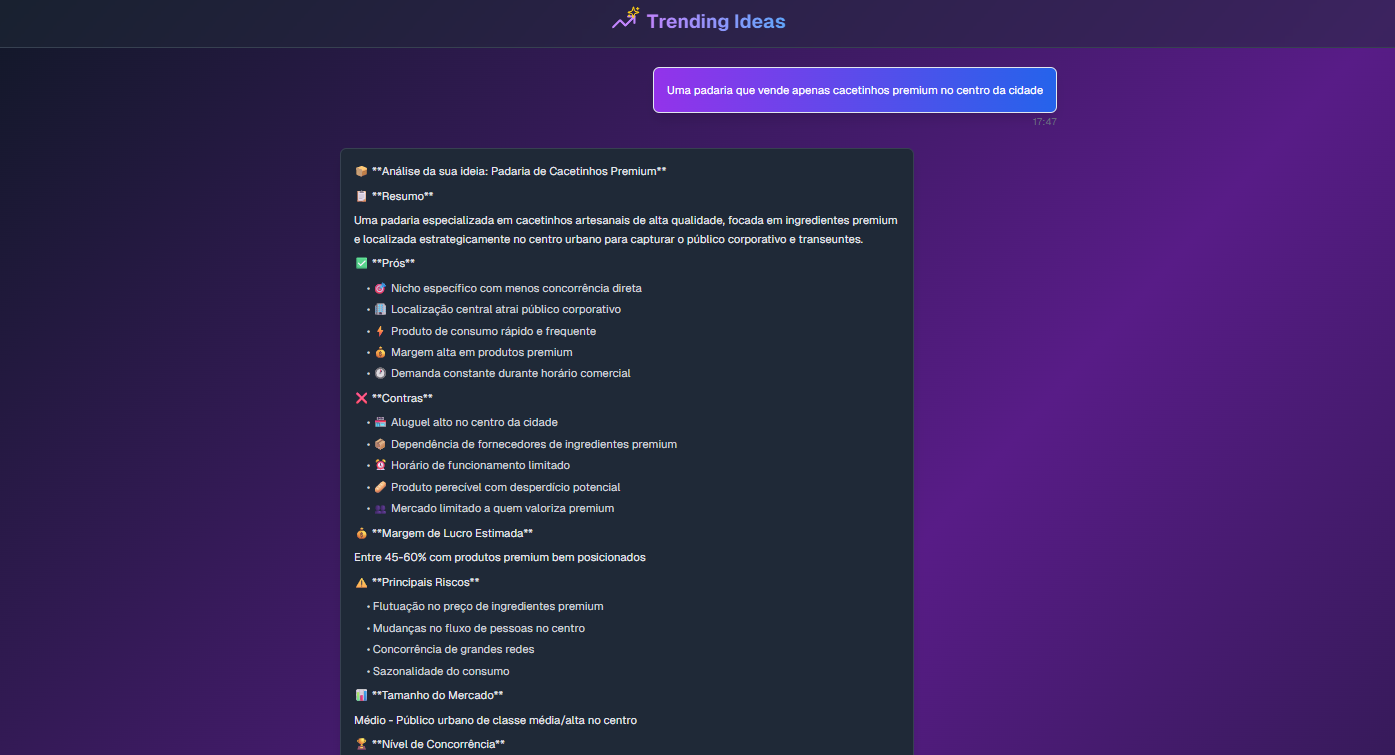 Trending Ideas
Uma padaria que vende apenas cacetinhos premium no centro da cidade
17:47
📦 **Análise da sua ideia: Padaria de Cacetinhos Premium**
📋 **Resumo**
Uma padaria especializada em cacetinhos artesanais de alta qualidade, focada em ingredientes premium
e localizada estrategicamente no centro urbano para capturar o público corporativo e transeuntes.
✅ **Prós**
• 🎯 Nicho específico com menos concorrência direta
• 🏢 Localização central atrai público corporativo
• ⚡ Produto de consumo rápido e frequente
• 💰 Margem alta em produtos premium
• 🕐 Demanda constante durante horário comercial
❌ **Contras**
• 🏪 Aluguel alto no centro da cidade
• 📦 Dependência de fornecedores de ingredientes premium
• ⏰ Horário de funcionamento limitado
• 🥖 Produto perecível com desperdício potencial
• 👥 Mercado limitado a quem valoriza premium
💰 **Margem de Lucro Estimada**
Entre 45-60% com produtos premium bem posicionados
⚠️ **Principais Riscos**
• Flutuação no preço de ingredientes premium
• Mudanças no fluxo de pessoas no centro
• Concorrência de grandes redes
• Sazonalidade do consumo
📊 **Tamanho do Mercado**
Médio - Público urbano de classe média/alta no centro
🏆 **Nível de Concorrência**